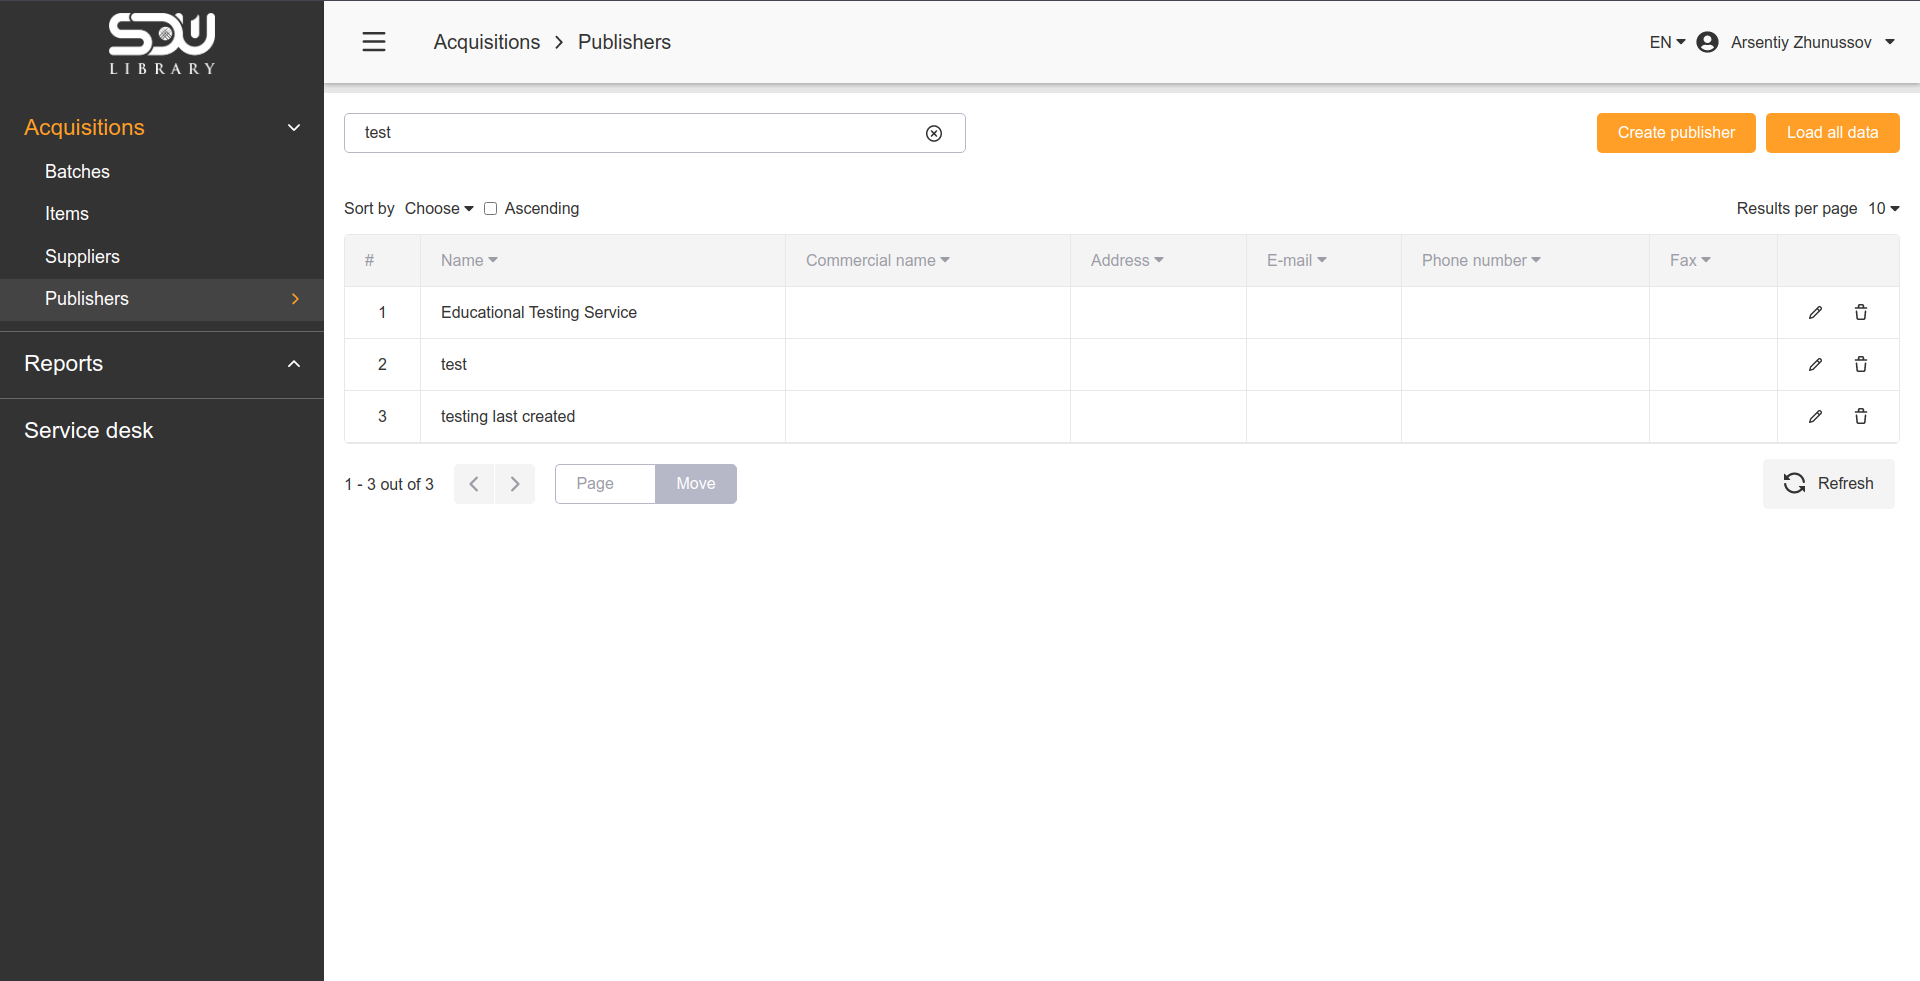 SDU
LIBRARY
Acquisitions
Batches
Items
Suppliers
Publishers
Reports
Service desk
Acquisitions > Publishers
EN Arsentiy Zhunussov
test
Create publisher Load all data
Sort by Choose Ascending
Results per page 10
# Name Commercial name Address E-mail Phone number Fax
1 Educational Testing Service
2 test
3 testing last created
1 - 3 out of 3 Page Move
Refresh